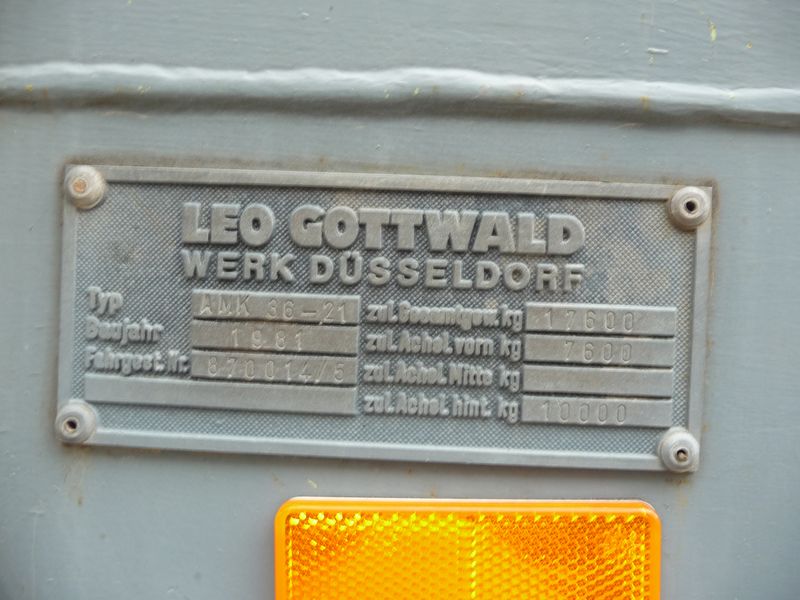 LEO GOTTWALD
WERK DÜSSELDORF
Typ AMK 36-21 zul. Gesamtgew. kg 17600
Baujahr 1981 zul. Achsl. vorn kg 7600
Fahrgest. Nr. 870014/5 zul. Achsl. Mitte kg
zul. Achsl. hint. kg 10000